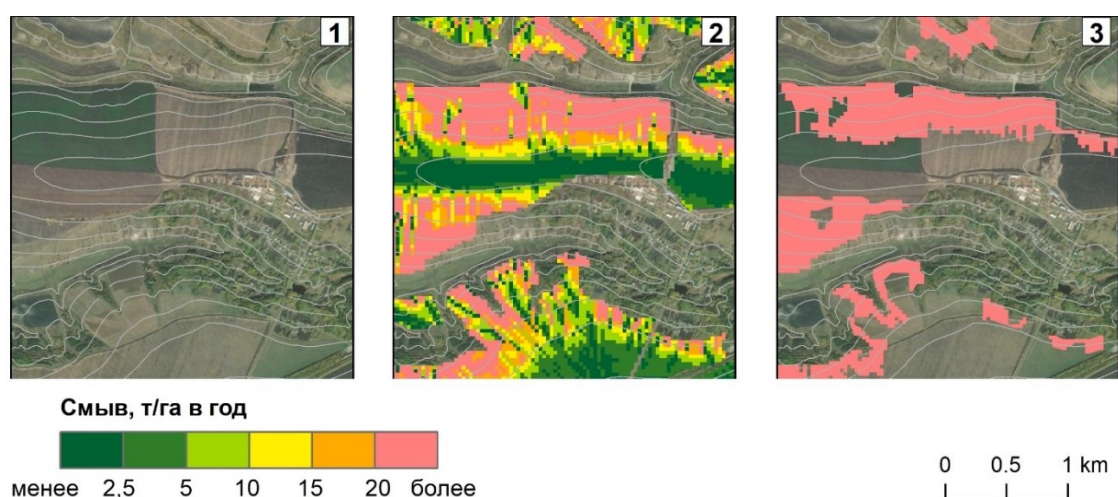 1
2
3
Смыв, т/га в год
менее 2,5 5 10 15 20 более
0 0.5 1 km